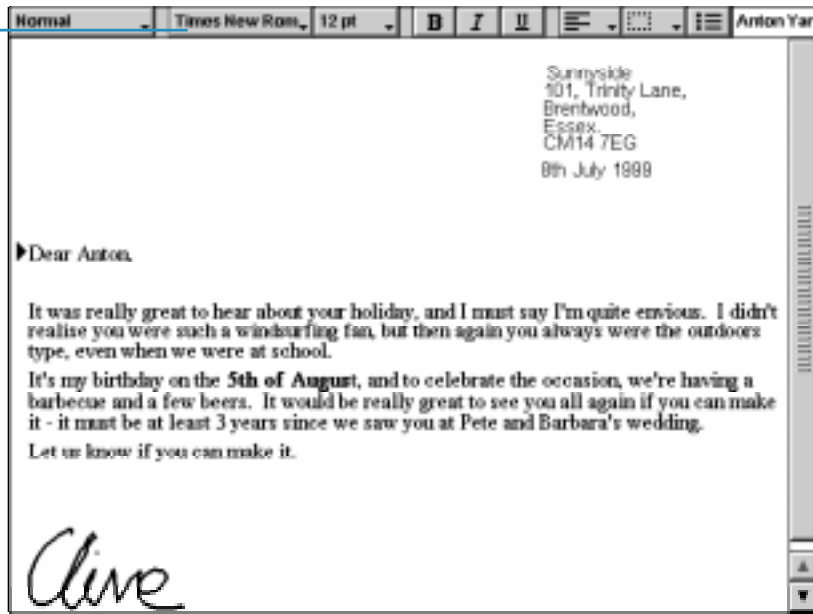 Normal Times New Rom 12 pt B I U Anton Yar
Sunnyside
101, Trinity Lane,
Brentwood,
Essex.
CM14 7EG
8th July 1999
Dear Anton,
It was really great to hear about your holiday, and I must say I'm quite envious. I didn't
realise you were such a windsurfing fan, but then again you always were the outdoors
type, even when we were at school.
It's my birthday on the 5th of August, and to celebrate the occasion, we're having a
barbecue and a few beers. It would be really great to see you all again if you can make
it - it must be at least 3 years since we saw you at Pete and Barbara's wedding.
Let us know if you can make it.
Clive